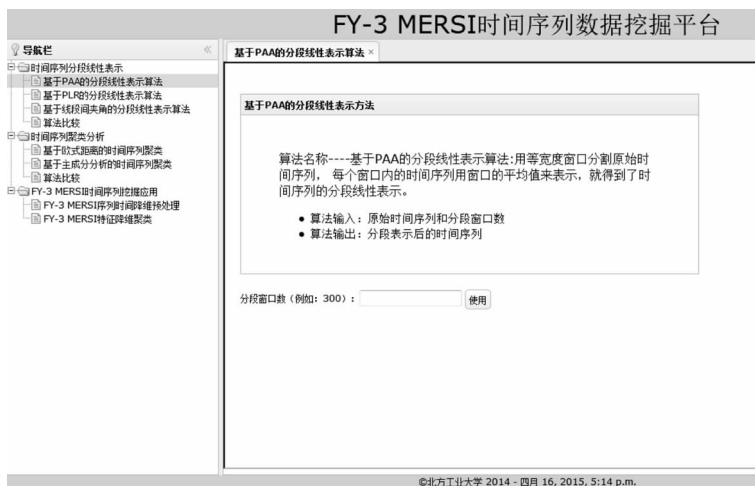 FY-3 MERSI时间序列数据挖掘平台
导航栏
基于PAA的分段线性表示算法
时间序列分段线性表示
基于PAA的分段线性表示算法
基于PLR的分段线性表示算法
基于线段间夹角的分段线性表示算法
算法比较
时间序列聚类分析
基于欧式距离的时间序列聚类
基于主成分分析的时间序列聚类
算法比较
FY-3 MERSI时间序列挖掘应用
FY-3 MERSI序列时间降维预处理
FY-3 MERSI特征降维聚类
基于PAA的分段线性表示方法
算法名称----基于PAA的分段线性表示算法:用等宽度窗口分割原始时
间序列， 每个窗口内的时间序列用窗口的平均值来表示，就得到了时
间序列的分段线性表示。
● 算法输入：原始时间序列和分段窗口数
● 算法输出：分段表示后的时间序列
分段窗口数（例如：300）： 使用
©北方工业大学 2014 - 四月 16, 2015, 5:14 p.m.